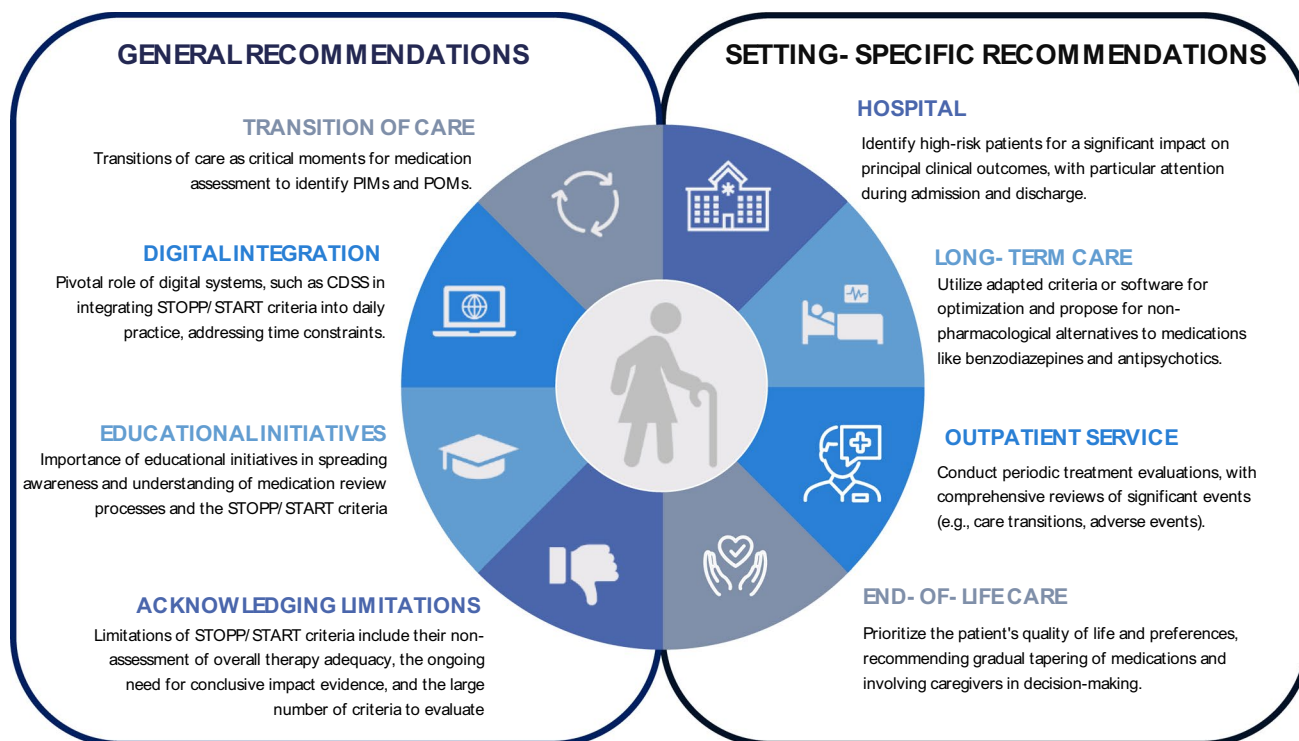 GENERAL RECOMMENDATIONS
TRANSITION OF CARE
Transitions of care as critical moments for medication
assessment to identify PIMs and POMs.
DIGITAL INTEGRATION
Pivotal role of digital systems, such as CDSS in
integrating STOPP/ START criteria into daily
practice, addressing time constraints.
EDUCATIONAL INITIATIVES
Importance of educational initiatives in spreading
awareness and understanding of medication review
processes and the STOPP/ START criteria
ACKNOWLEDGING LIMITATIONS
Limitations of STOPP/ START criteria include their non-
assessment of overall therapy adequacy, the ongoing
need for conclusive impact evidence, and the large
number of criteria to evaluate
SETTING- SPECIFIC RECOMMENDATIONS
HOSPITAL
Identify high-risk patients for a significant impact on
principal clinical outcomes, with particular attention
during admission and discharge.
LONG- TERM CARE
Utilize adapted criteria or software for
optimization and propose for non-
pharmacological alternatives to medications
like benzodiazepines and antipsychotics.
OUTPATIENT SERVICE
Conduct periodic treatment evaluations, with
comprehensive reviews of significant events
(e.g., care transitions, adverse events).
END- OF- LIFE CARE
Prioritize the patient's quality of life and preferences,
recommending gradual tapering of medications and
involving caregivers in decision-making.